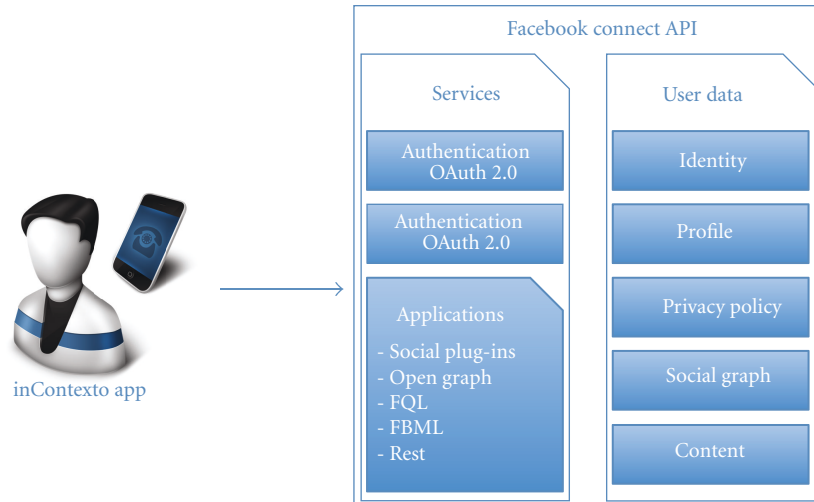 Facebook connect API
Services
Authentication
OAuth 2.0
Authentication
OAuth 2.0
Applications
- Social plug-ins
- Open graph
- FQL
- FBML
- Rest
User data
Identity
Profile
Privacy policy
Social graph
Content
inContexto app